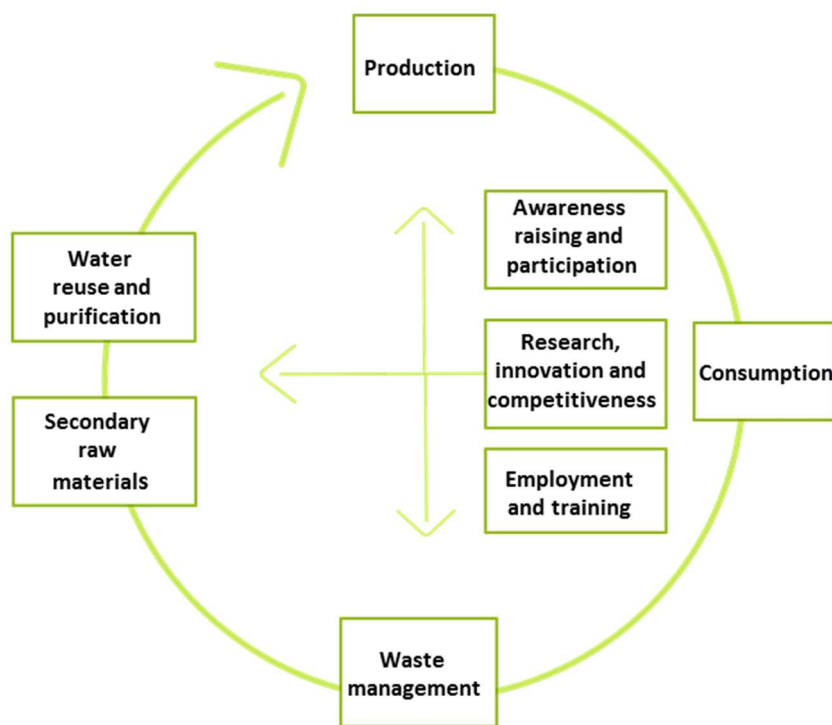 Production
Awareness
raising and
participation
Water
reuse and
purification
Research,
innovation and
competitiveness
Consumption
Secondary
raw
materials
Employment
and training
Waste
management